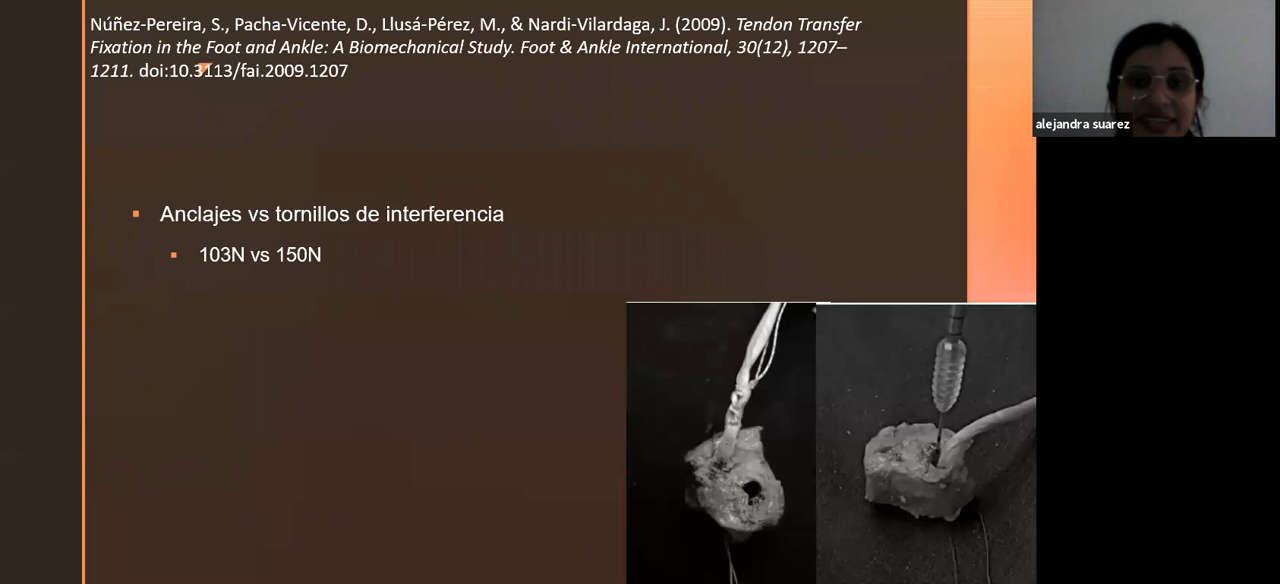 Núñez-Pereira, S., Pacha-Vicente, D., Llusá-Pérez, M., & Nardi-Vilardaga, J. (2009). Tendon Transfer
Fixation in the Foot and Ankle: A Biomechanical Study. Foot & Ankle International, 30(12), 1207–
1211. doi:10.3113/fai.2009.1207
alejandra suarez
Anclajes vs tornillos de interferencia
103N vs 150N